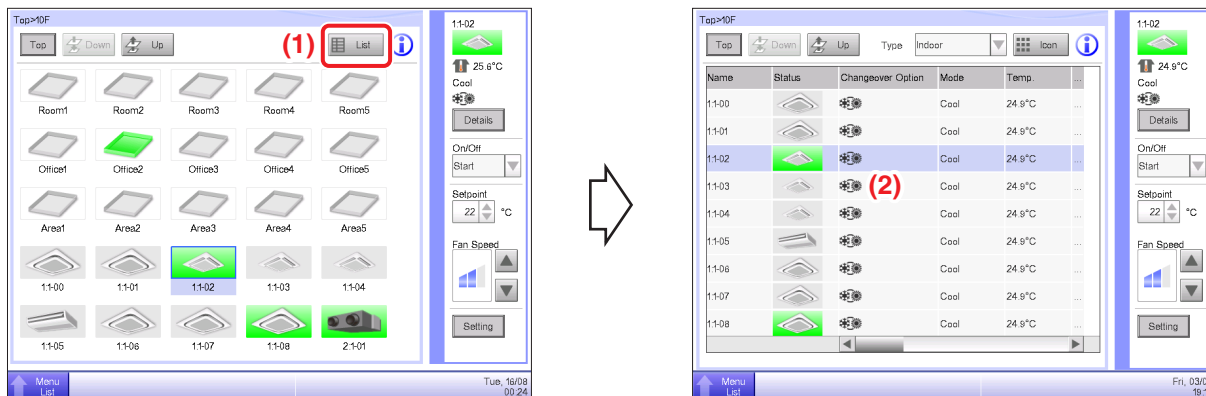 Top>10F
Top Down Up (1) List
Room1 Room2 Room3 Room4 Room5
Office1 Office2 Office3 Office4 Office5
Area1 Area2 Area3 Area4 Area5
1:1-00 1:1-01 1:1-02 1:1-03 1:1-04
1:1-05 1:1-06 1:1-07 1:1-08 2:1-01
1:1-02
25.6°C
Cool
Details
On/Off
Start
Setpoint
22 °C
Fan Speed
Setting
Menu
List
Tue, 16/08
00:24
Top>10F
Top Down Up Type Indoor Icon
Name Status Changeover Option Mode Temp. ...
1:1-00 Cool 24.9°C ...
1:1-01 Cool 24.9°C ...
1:1-02 Cool 24.9°C ...
1:1-03 (2) Cool 24.9°C ...
1:1-04 Cool 24.9°C ...
1:1-05 Cool 24.9°C ...
1:1-06 Cool 24.9°C ...
1:1-07 Cool 24.9°C ...
1:1-08 Cool 24.9°C ...
1:1-02
24.9°C
Cool
Details
On/Off
Start
Setpoint
22 °C
Fan Speed
Setting
Menu
List
Fri, 03/0
19:1